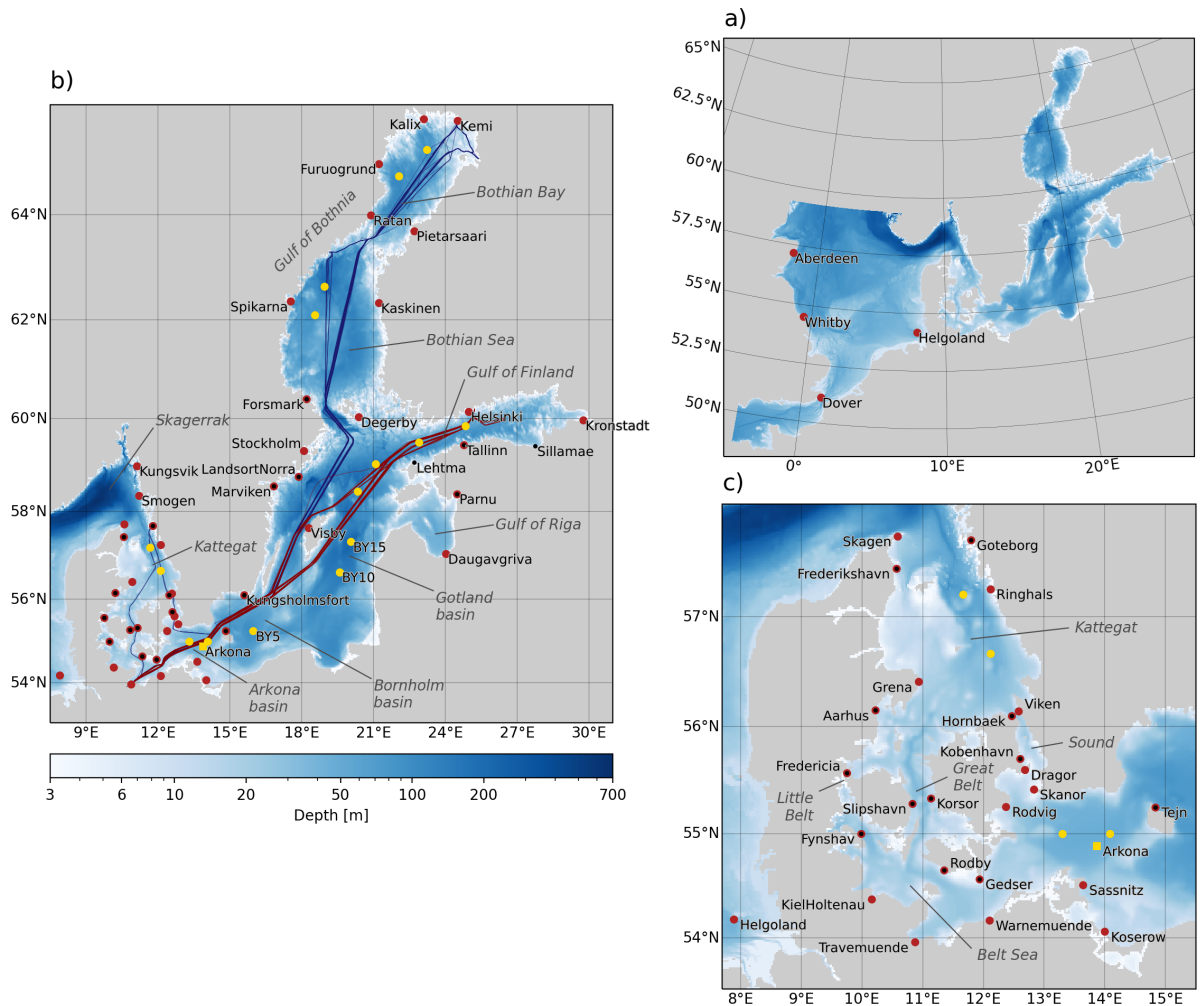 a)
65°N
62.5°N
60°N
57.5°N
55°N
52.5°N
50°N
Aberdeen
Whitby
Helgoland
Dover
0°
10°E
20°E
b)
64°N
62°N
60°N
58°N
56°N
54°N
Kalix
Kemi
Furuogrund
Bothian Bay
Ratan
Gulf of Bothnia
Pietarsaari
Spikarna
Kaskinen
Bothian Sea
Gulf of Finland
Forsmark
Degerby
Helsinki
Kronstadt
Skagerrak
Stockholm
Tallinn
Sillamae
Kungsvik
LandsortNorra
Lehtma
Marviken
Smogen
Parnu
Visby
Gulf of Riga
Kattegat
BY15
Daugavgriva
BY10
Kungsholmsfort
Gotland
basin
BY5
Arkona
Arkona
basin
Bornholm
basin
9°E
12°E
15°E
18°E
21°E
24°E
27°E
30°E
3
6
10
20
50
100
200
700
Depth [m]
c)
57°N
56°N
55°N
54°N
Skagen
Goteborg
Frederikshavn
Ringhals
Kattegat
Grena
Viken
Aarhus
Hornbaek
Sound
Kobenhavn
Fredericia
Great
Belt
Dragor
Little
Belt
Skanor
Slipshavn
Korsor
Rodvig
Tejn
Fynshav
Arkona
Rodby
Gedser
Sassnitz
KielHoltenau
Helgoland
Warnemuende
Koserow
Travemuende
Belt Sea
8°E
9°E
10°E
11°E
12°E
13°E
14°E
15°E